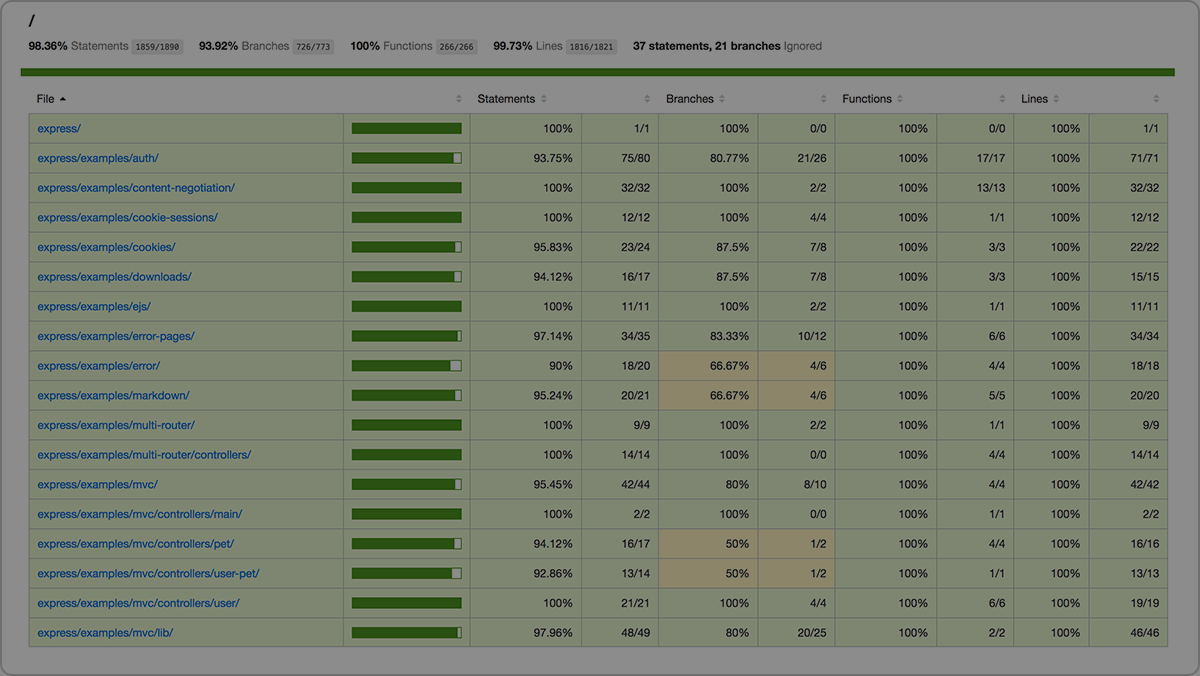 /
98.36% Statements 1859/1890 93.92% Branches 726/773 100% Functions 266/266 99.73% Lines 1816/1821 37 statements, 21 branches Ignored
File Statements Branches Functions Lines
express/ 100% 1/1 100% 0/0 100% 0/0 100% 1/1
express/examples/auth/ 93.75% 75/80 80.77% 21/26 100% 17/17 100% 71/71
express/examples/content-negotiation/ 100% 32/32 100% 2/2 100% 13/13 100% 32/32
express/examples/cookie-sessions/ 100% 12/12 100% 4/4 100% 1/1 100% 12/12
express/examples/cookies/ 95.83% 23/24 87.5% 7/8 100% 3/3 100% 22/22
express/examples/downloads/ 94.12% 16/17 87.5% 7/8 100% 3/3 100% 15/15
express/examples/ejs/ 100% 11/11 100% 2/2 100% 1/1 100% 11/11
express/examples/error-pages/ 97.14% 34/35 83.33% 10/12 100% 6/6 100% 34/34
express/examples/error/ 90% 18/20 66.67% 4/6 100% 4/4 100% 18/18
express/examples/markdown/ 95.24% 20/21 66.67% 4/6 100% 5/5 100% 20/20
express/examples/multi-router/ 100% 9/9 100% 2/2 100% 1/1 100% 9/9
express/examples/multi-router/controllers/ 100% 14/14 100% 0/0 100% 4/4 100% 14/14
express/examples/mvc/ 95.45% 42/44 80% 8/10 100% 4/4 100% 42/42
express/examples/mvc/controllers/main/ 100% 2/2 100% 0/0 100% 1/1 100% 2/2
express/examples/mvc/controllers/pet/ 94.12% 16/17 50% 1/2 100% 4/4 100% 16/16
express/examples/mvc/controllers/user-pet/ 92.86% 13/14 50% 1/2 100% 1/1 100% 13/13
express/examples/mvc/controllers/user/ 100% 21/21 100% 4/4 100% 6/6 100% 19/19
express/examples/mvc/lib/ 97.96% 48/49 80% 20/25 100% 2/2 100% 46/46